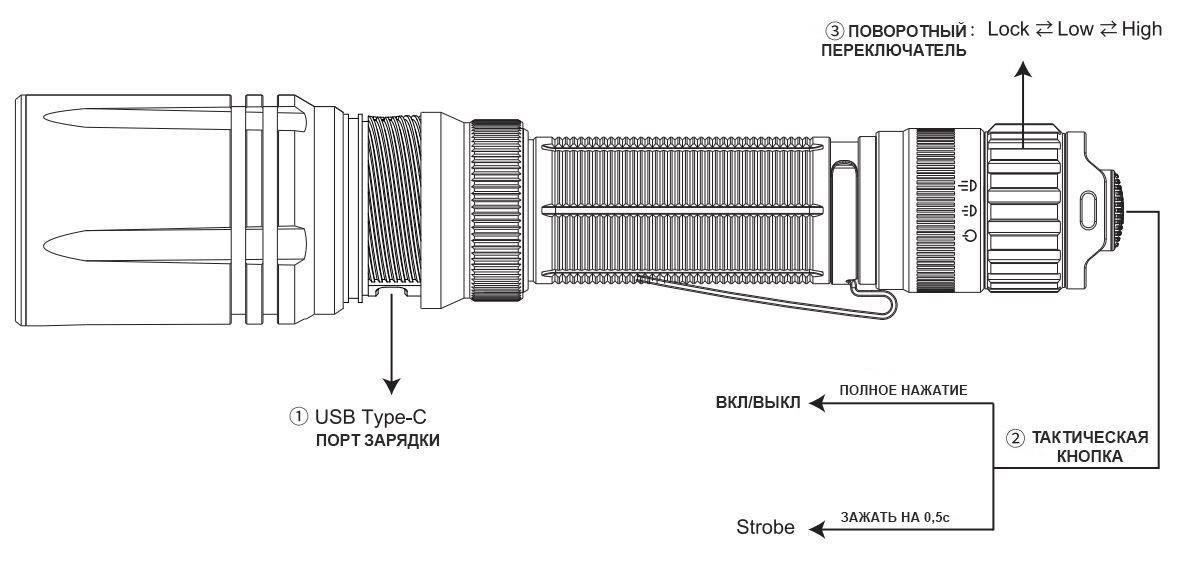 ③ ПОВОРОТНЫЙ : Lock ⇄ Low ⇄ High
ПЕРЕКЛЮЧАТЕЛЬ
① USB Type-C
ПОРТ ЗАРЯДКИ
ВКЛ/ВЫКЛ
ПОЛНОЕ НАЖАТИЕ
② ТАКТИЧЕСКАЯ
КНОПКА
Strobe
ЗАЖАТЬ НА 0,5с